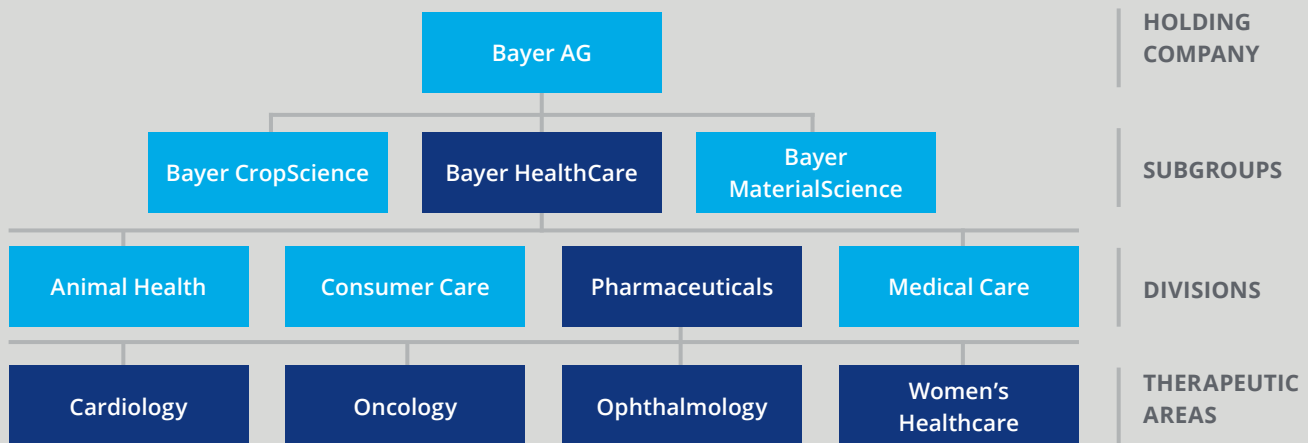 Bayer AG
HOLDING
COMPANY
Bayer CropScience
Bayer HealthCare
Bayer
MaterialScience
SUBGROUPS
Animal Health
Consumer Care
Pharmaceuticals
Medical Care
DIVISIONS
Cardiology
Oncology
Ophthalmology
Women’s
Healthcare
THERAPEUTIC
AREAS